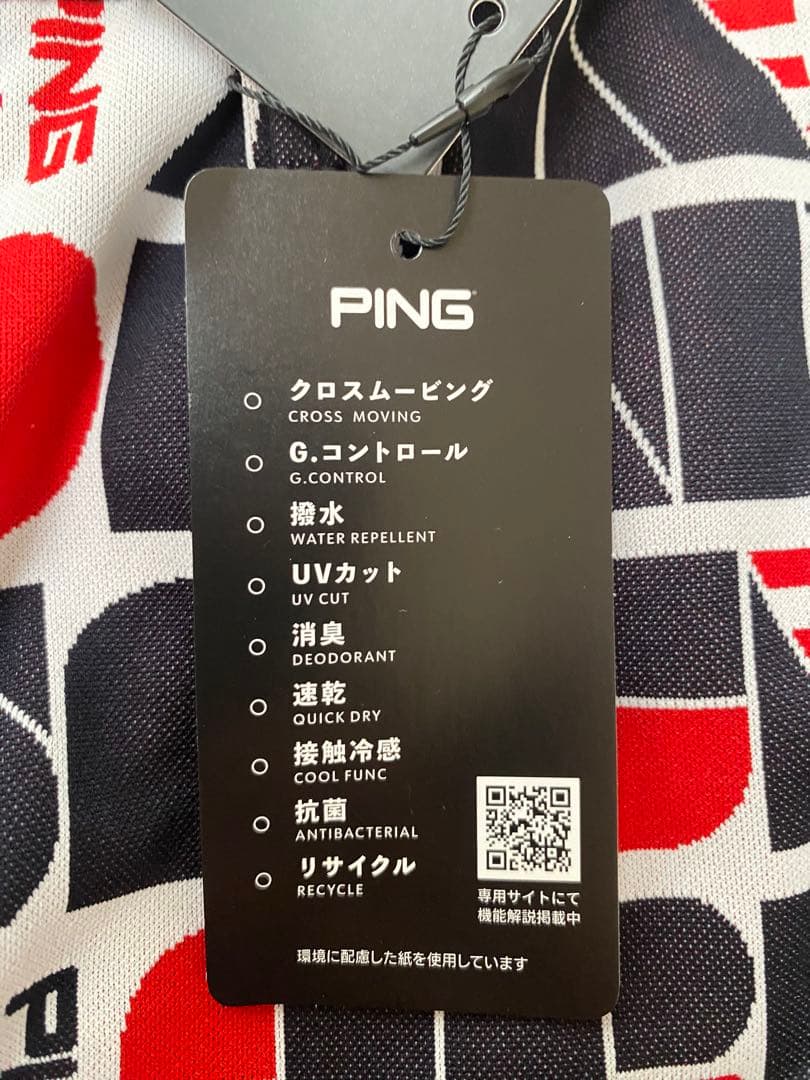 PING
PING
クロスムービング
CROSS MOVING
G.コントロール
G.CONTROL
撥水
WATER REPELLENT
UVカット
UV CUT
消臭
DEODORANT
速乾
QUICK DRY
接触冷感
COOL FUNC
抗菌
ANTIBACTERIAL
リサイクル
RECYCLE
専用サイトにて
機能解説掲載中
環境に配慮した紙を使用しています